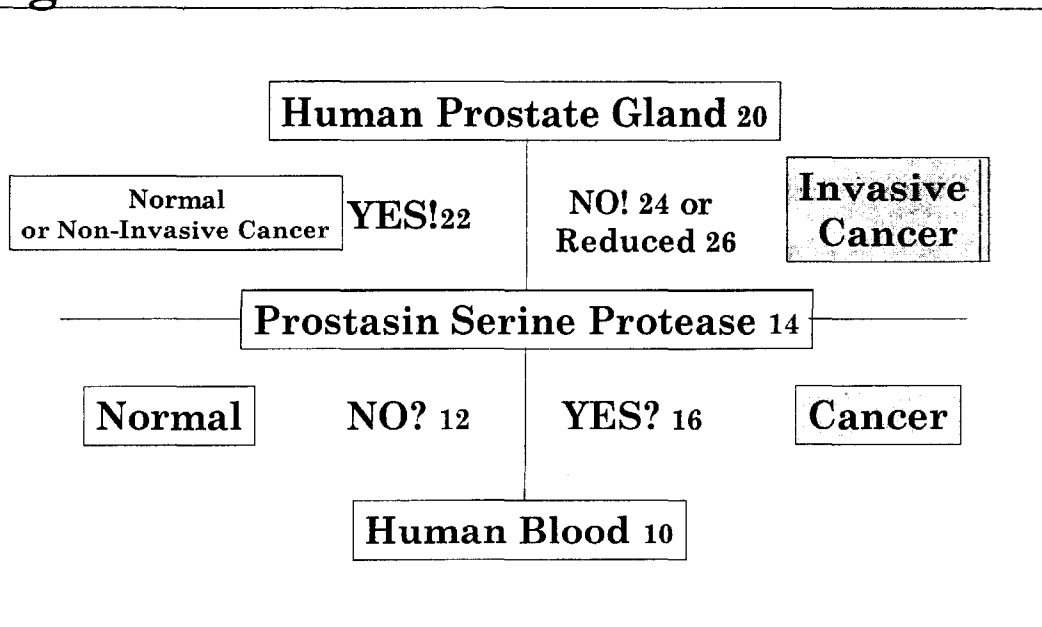 Human Prostate Gland 20
Normal
or Non-Invasive Cancer
YES!22
NO! 24 or
Reduced 26
Invasive
Cancer
Prostasin Serine Protease 14
Normal
NO? 12
YES? 16
Cancer
Human Blood 10